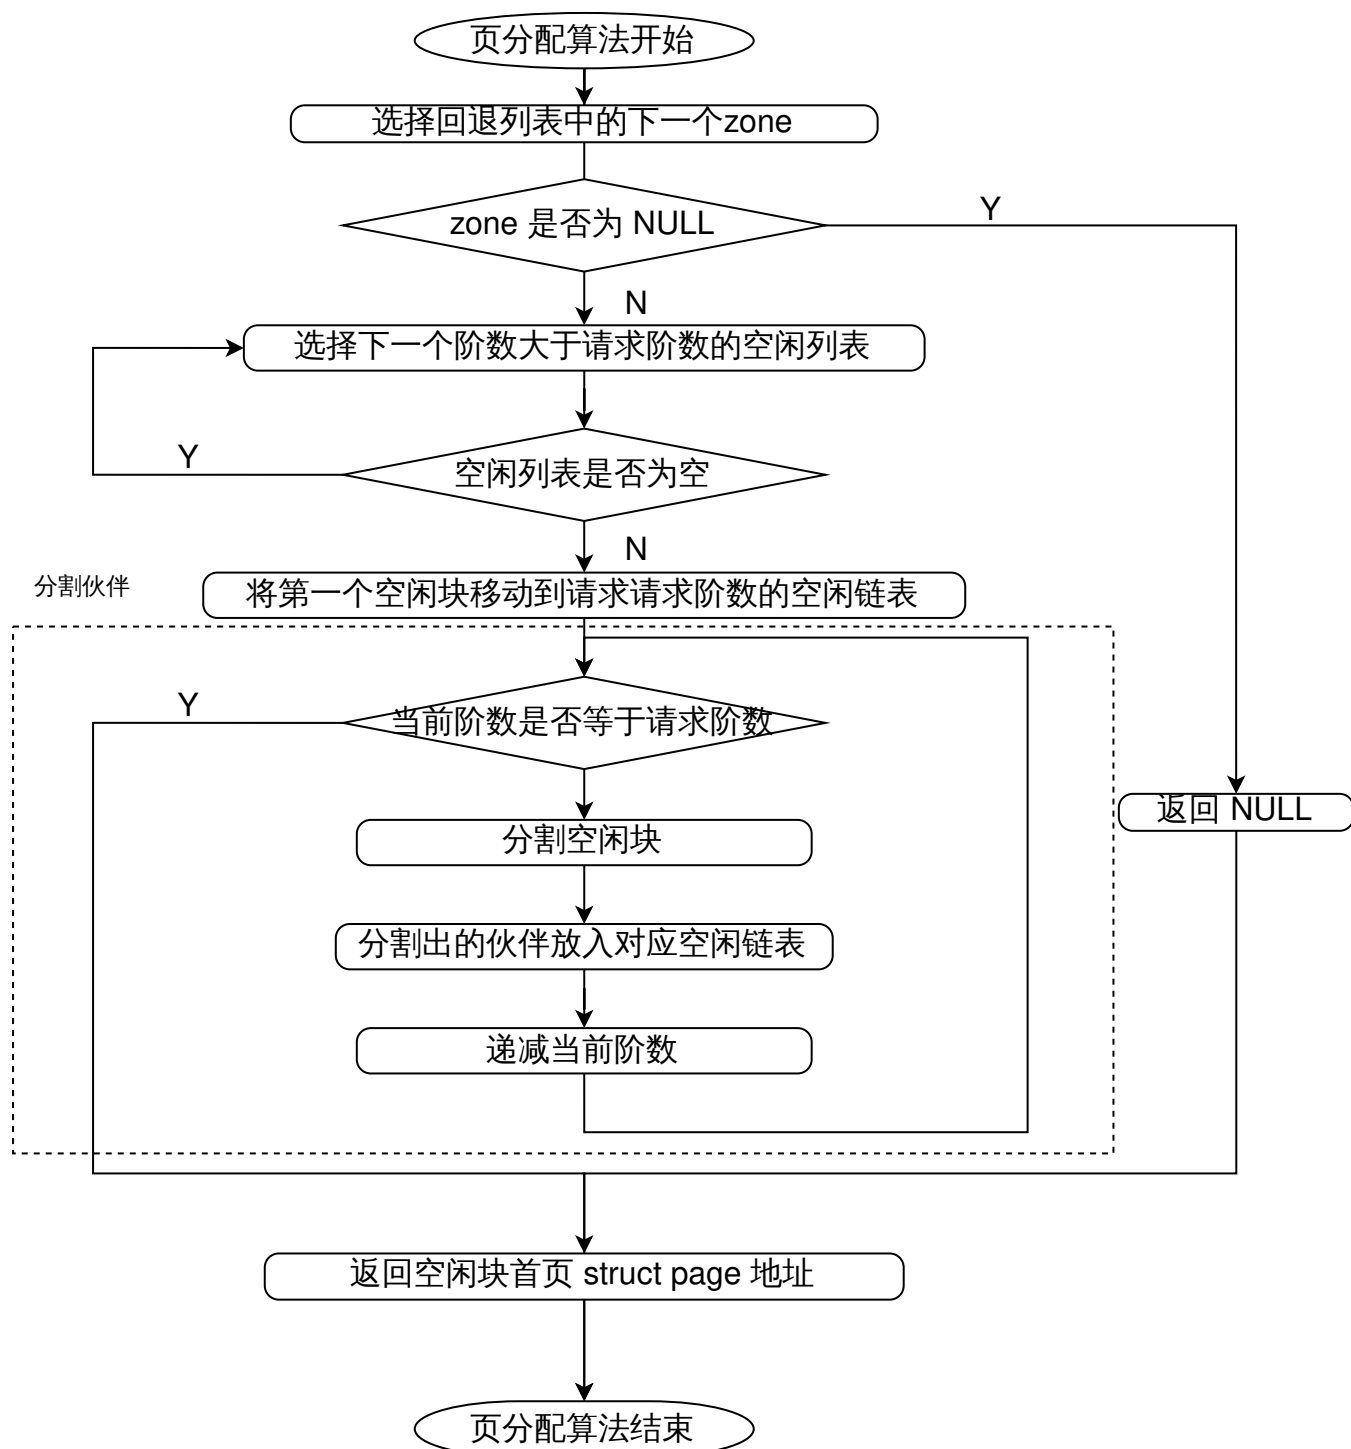 页分配算法开始
选择回退列表中的下一个zone
zone 是否为 NULL
Y
N
选择下一个阶数大于请求阶数的空闲列表
Y
空闲列表是否为空
N
分割伙伴
将第一个空闲块移动到请求请求阶数的空闲链表
Y
当前阶数是否等于请求阶数
返回 NULL
分割空闲块
分割出的伙伴放入对应空闲链表
递减当前阶数
返回空闲块首页 struct page 地址
页分配算法结束